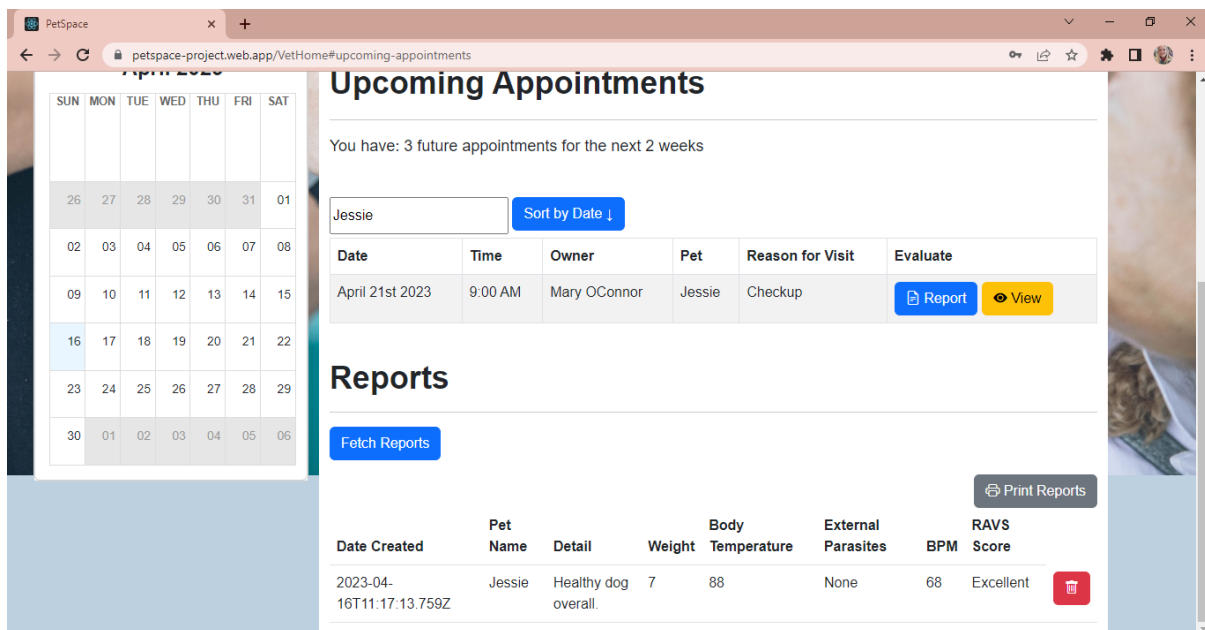 PetSpace
petspace-project.web.app/VetHome#upcoming-appointments
April 2023
SUN MON TUE WED THU FRI SAT
26 27 28 29 30 31 01
02 03 04 05 06 07 08
09 10 11 12 13 14 15
16 17 18 19 20 21 22
23 24 25 26 27 28 29
30 01 02 03 04 05 06
Upcoming Appointments
You have: 3 future appointments for the next 2 weeks
Jessie Sort by Date ↓
Date Time Owner Pet Reason for Visit Evaluate
April 21st 2023 9:00 AM Mary OConnor Jessie Checkup Report View
Reports
Fetch Reports
Print Reports
Date Created Pet Name Detail Weight Body Temperature External Parasites BPM RAVS Score
2023-04-
16T11:17:13.759Z Jessie Healthy dog
overall. 7 88 None 68 Excellent